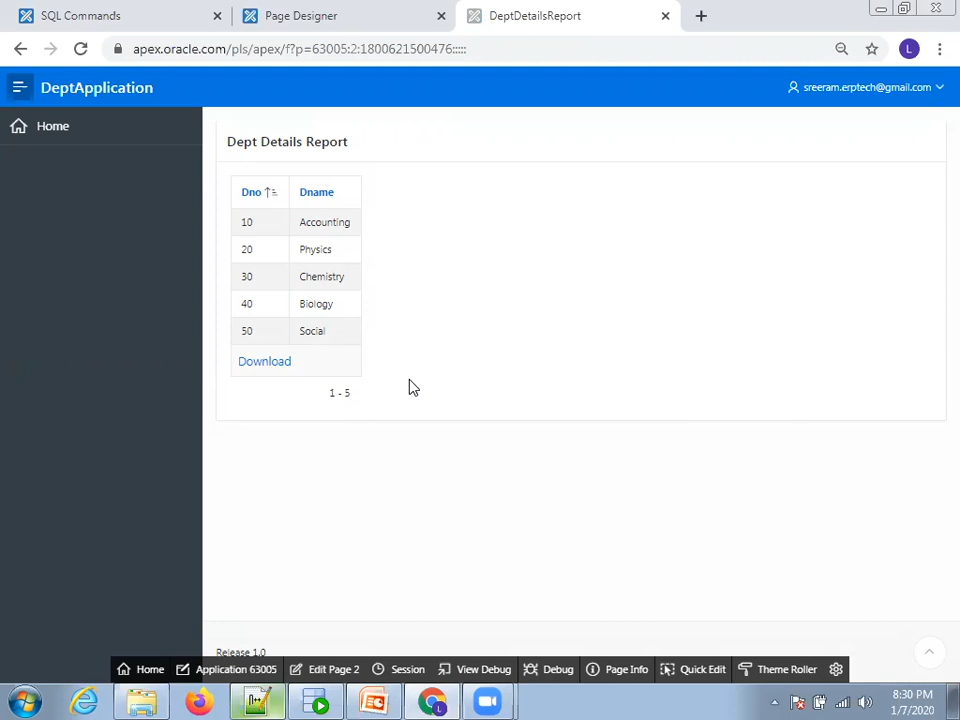 SQL Commands
Page Designer
DeptDetailsReport
apex.oracle.com/pls/apex/f?p=63005:2:1800621500476:::::
L
DeptApplication
sreeram.erptech@gmail.com
Home
Dept Details Report
Dno Dname
10 Accounting
20 Physics
30 Chemistry
40 Biology
50 Social
Download
1 - 5
Release 1.0
Home Application 63005 Edit Page 2 Session View Debug Debug Page Info Quick Edit Theme Roller
L
8:30 PM
1/7/2020